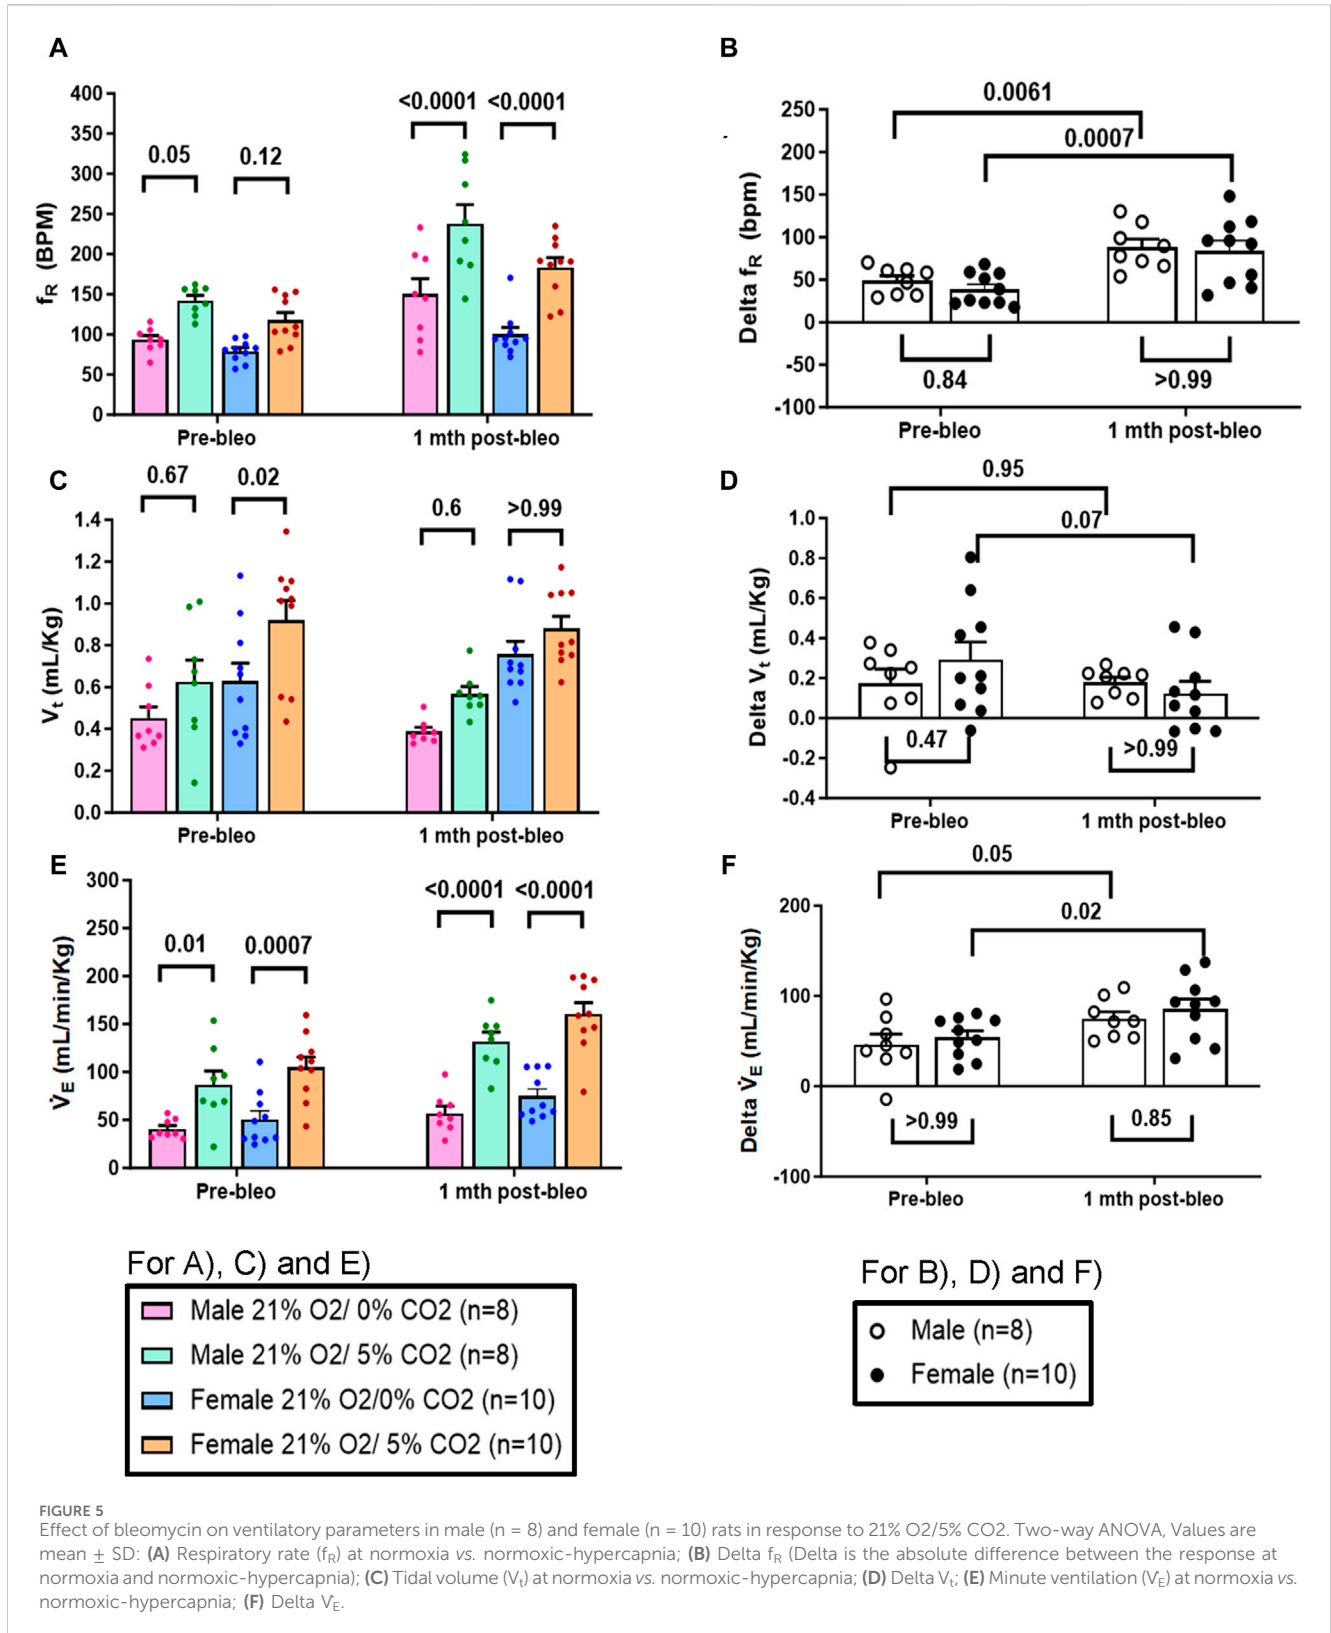 A
400
350
300
250
200
150
100
50
0
fR (BPM)
0.05
0.12
<0.0001
<0.0001
Pre-bleo
1 mth post-bleo
B
250
200
150
100
50
0
-50
-100
Delta fR (bpm)
0.0061
0.0007
0.84
>0.99
Pre-bleo
1 mth post-bleo
C
1.4
1.2
1.0
0.8
0.6
0.4
0.2
0.0
Vt (mL/Kg)
0.67
0.02
0.6
>0.99
Pre-bleo
1 mth post-bleo
D
1.0
0.8
0.6
0.4
0.2
0.0
-0.2
-0.4
Delta Vt (mL/Kg)
0.95
0.07
0.47
>0.99
Pre-bleo
1 mth post-bleo
E
300
250
200
150
100
50
0
V̇E (mL/min/Kg)
0.01
0.0007
<0.0001
<0.0001
Pre-bleo
1 mth post-bleo
F
200
100
0
-100
Delta V̇E (mL/min/Kg)
0.05
0.02
>0.99
0.85
Pre-bleo
1 mth post-bleo
For A), C) and E)
Male 21% O2/ 0% CO2 (n=8)
Male 21% O2/ 5% CO2 (n=8)
Female 21% O2/0% CO2 (n=10)
Female 21% O2/ 5% CO2 (n=10)
For B), D) and F)
Male (n=8)
Female (n=10)
FIGURE 5
Effect of bleomycin on ventilatory parameters in male (n = 8) and female (n = 10) rats in response to 21% O2/5% CO2. Two-way ANOVA, Values are
mean ± SD: (A) Respiratory rate (fR) at normoxia vs. normoxic-hypercapnia; (B) Delta fR (Delta is the absolute difference between the response at
normoxia and normoxic-hypercapnia); (C) Tidal volume (Vt) at normoxia vs. normoxic-hypercapnia; (D) Delta Vt; (E) Minute ventilation (V̇E) at normoxia vs.
normoxic-hypercapnia; (F) Delta V̇E.